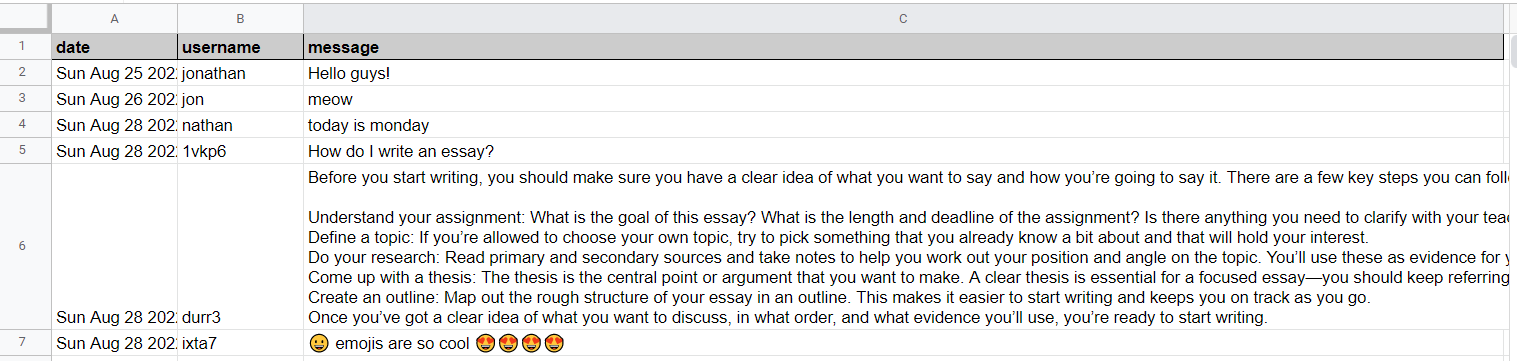 A B C
1 date username message
2 Sun Aug 25 202 jonathan Hello guys!
3 Sun Aug 26 202 jon meow
4 Sun Aug 28 202 nathan today is monday
5 Sun Aug 28 202 1vkp6 How do I write an essay?
Before you start writing, you should make sure you have a clear idea of what you want to say and how you’re going to say it. There are a few key steps you can foll
Understand your assignment: What is the goal of this essay? What is the length and deadline of the assignment? Is there anything you need to clarify with your tea
Define a topic: If you’re allowed to choose your own topic, try to pick something that you already know a bit about and that will hold your interest.
6 Do your research: Read primary and secondary sources and take notes to help you work out your position and angle on the topic. You’ll use these as evidence for
Come up with a thesis: The thesis is the central point or argument that you want to make. A clear thesis is essential for a focused essay—you should keep referring
Create an outline: Map out the rough structure of your essay in an outline. This makes it easier to start writing and keeps you on track as you go.
Sun Aug 28 202 durr3 Once you’ve got a clear idea of what you want to discuss, in what order, and what evidence you’ll use, you’re ready to start writing.
7 Sun Aug 28 202 ixta7 😀 emojis are so cool 😍😍😍😍